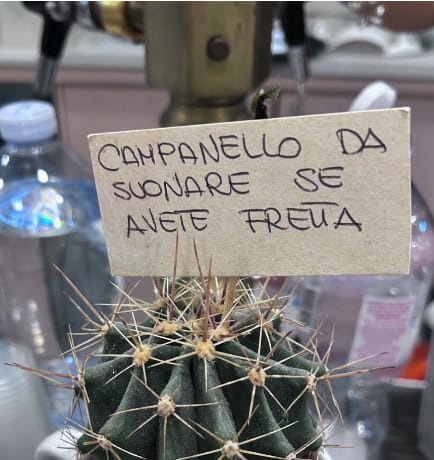 CAMPANELLO DA
SUONARE SE
AVETE FRETTA